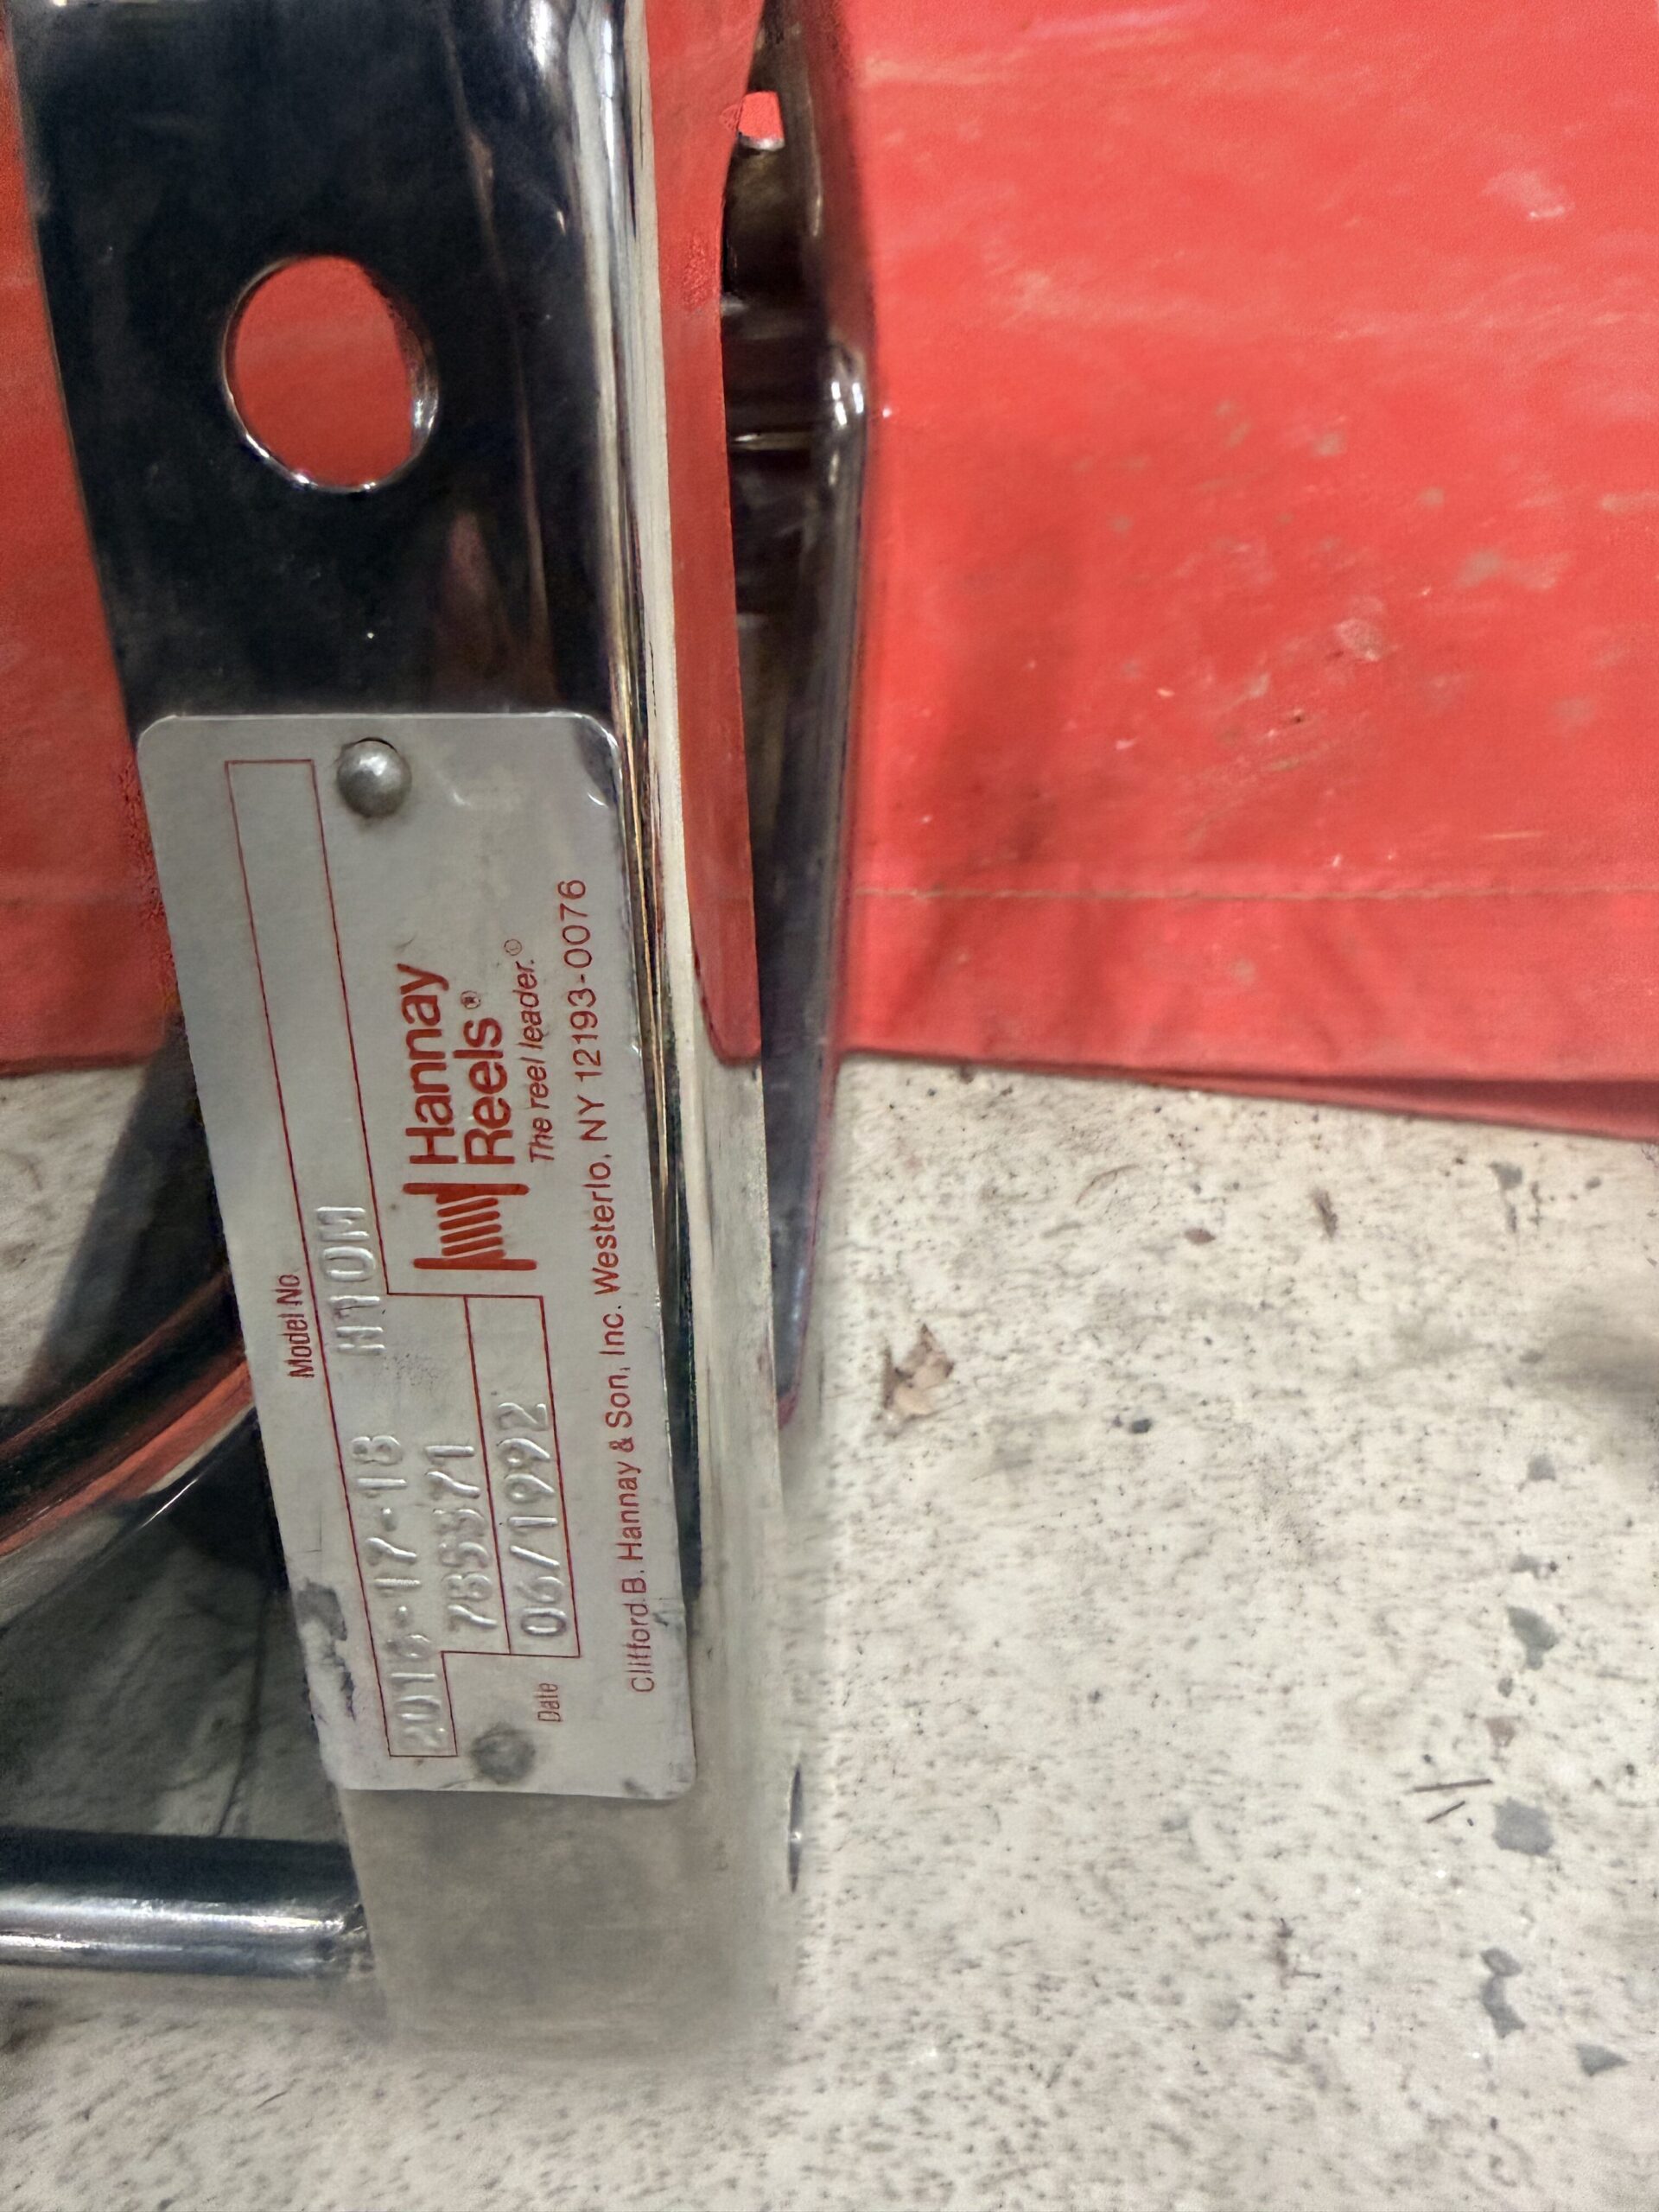 Model No.
2016-17-18 H10M
Hannay
Reels®
The reel leader.©
06/1992
Date
Clifford B. Hannay & Son, Inc. Westerlo, NY 12193-0076